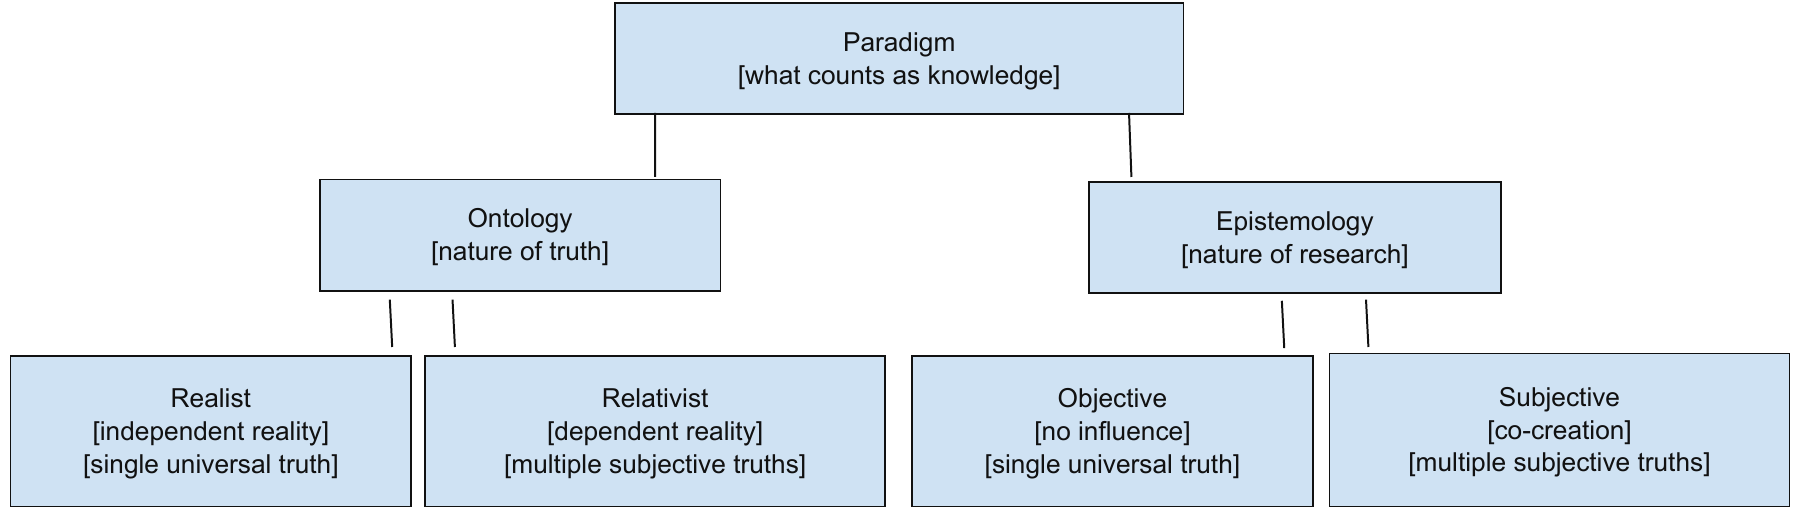 Paradigm
[what counts as knowledge]
Ontology
[nature of truth]
Epistemology
[nature of research]
Realist
[independent reality]
[single universal truth]
Relativist
[dependent reality]
[multiple subjective truths]
Objective
[no influence]
[single universal truth]
Subjective
[co-creation]
[multiple subjective truths]